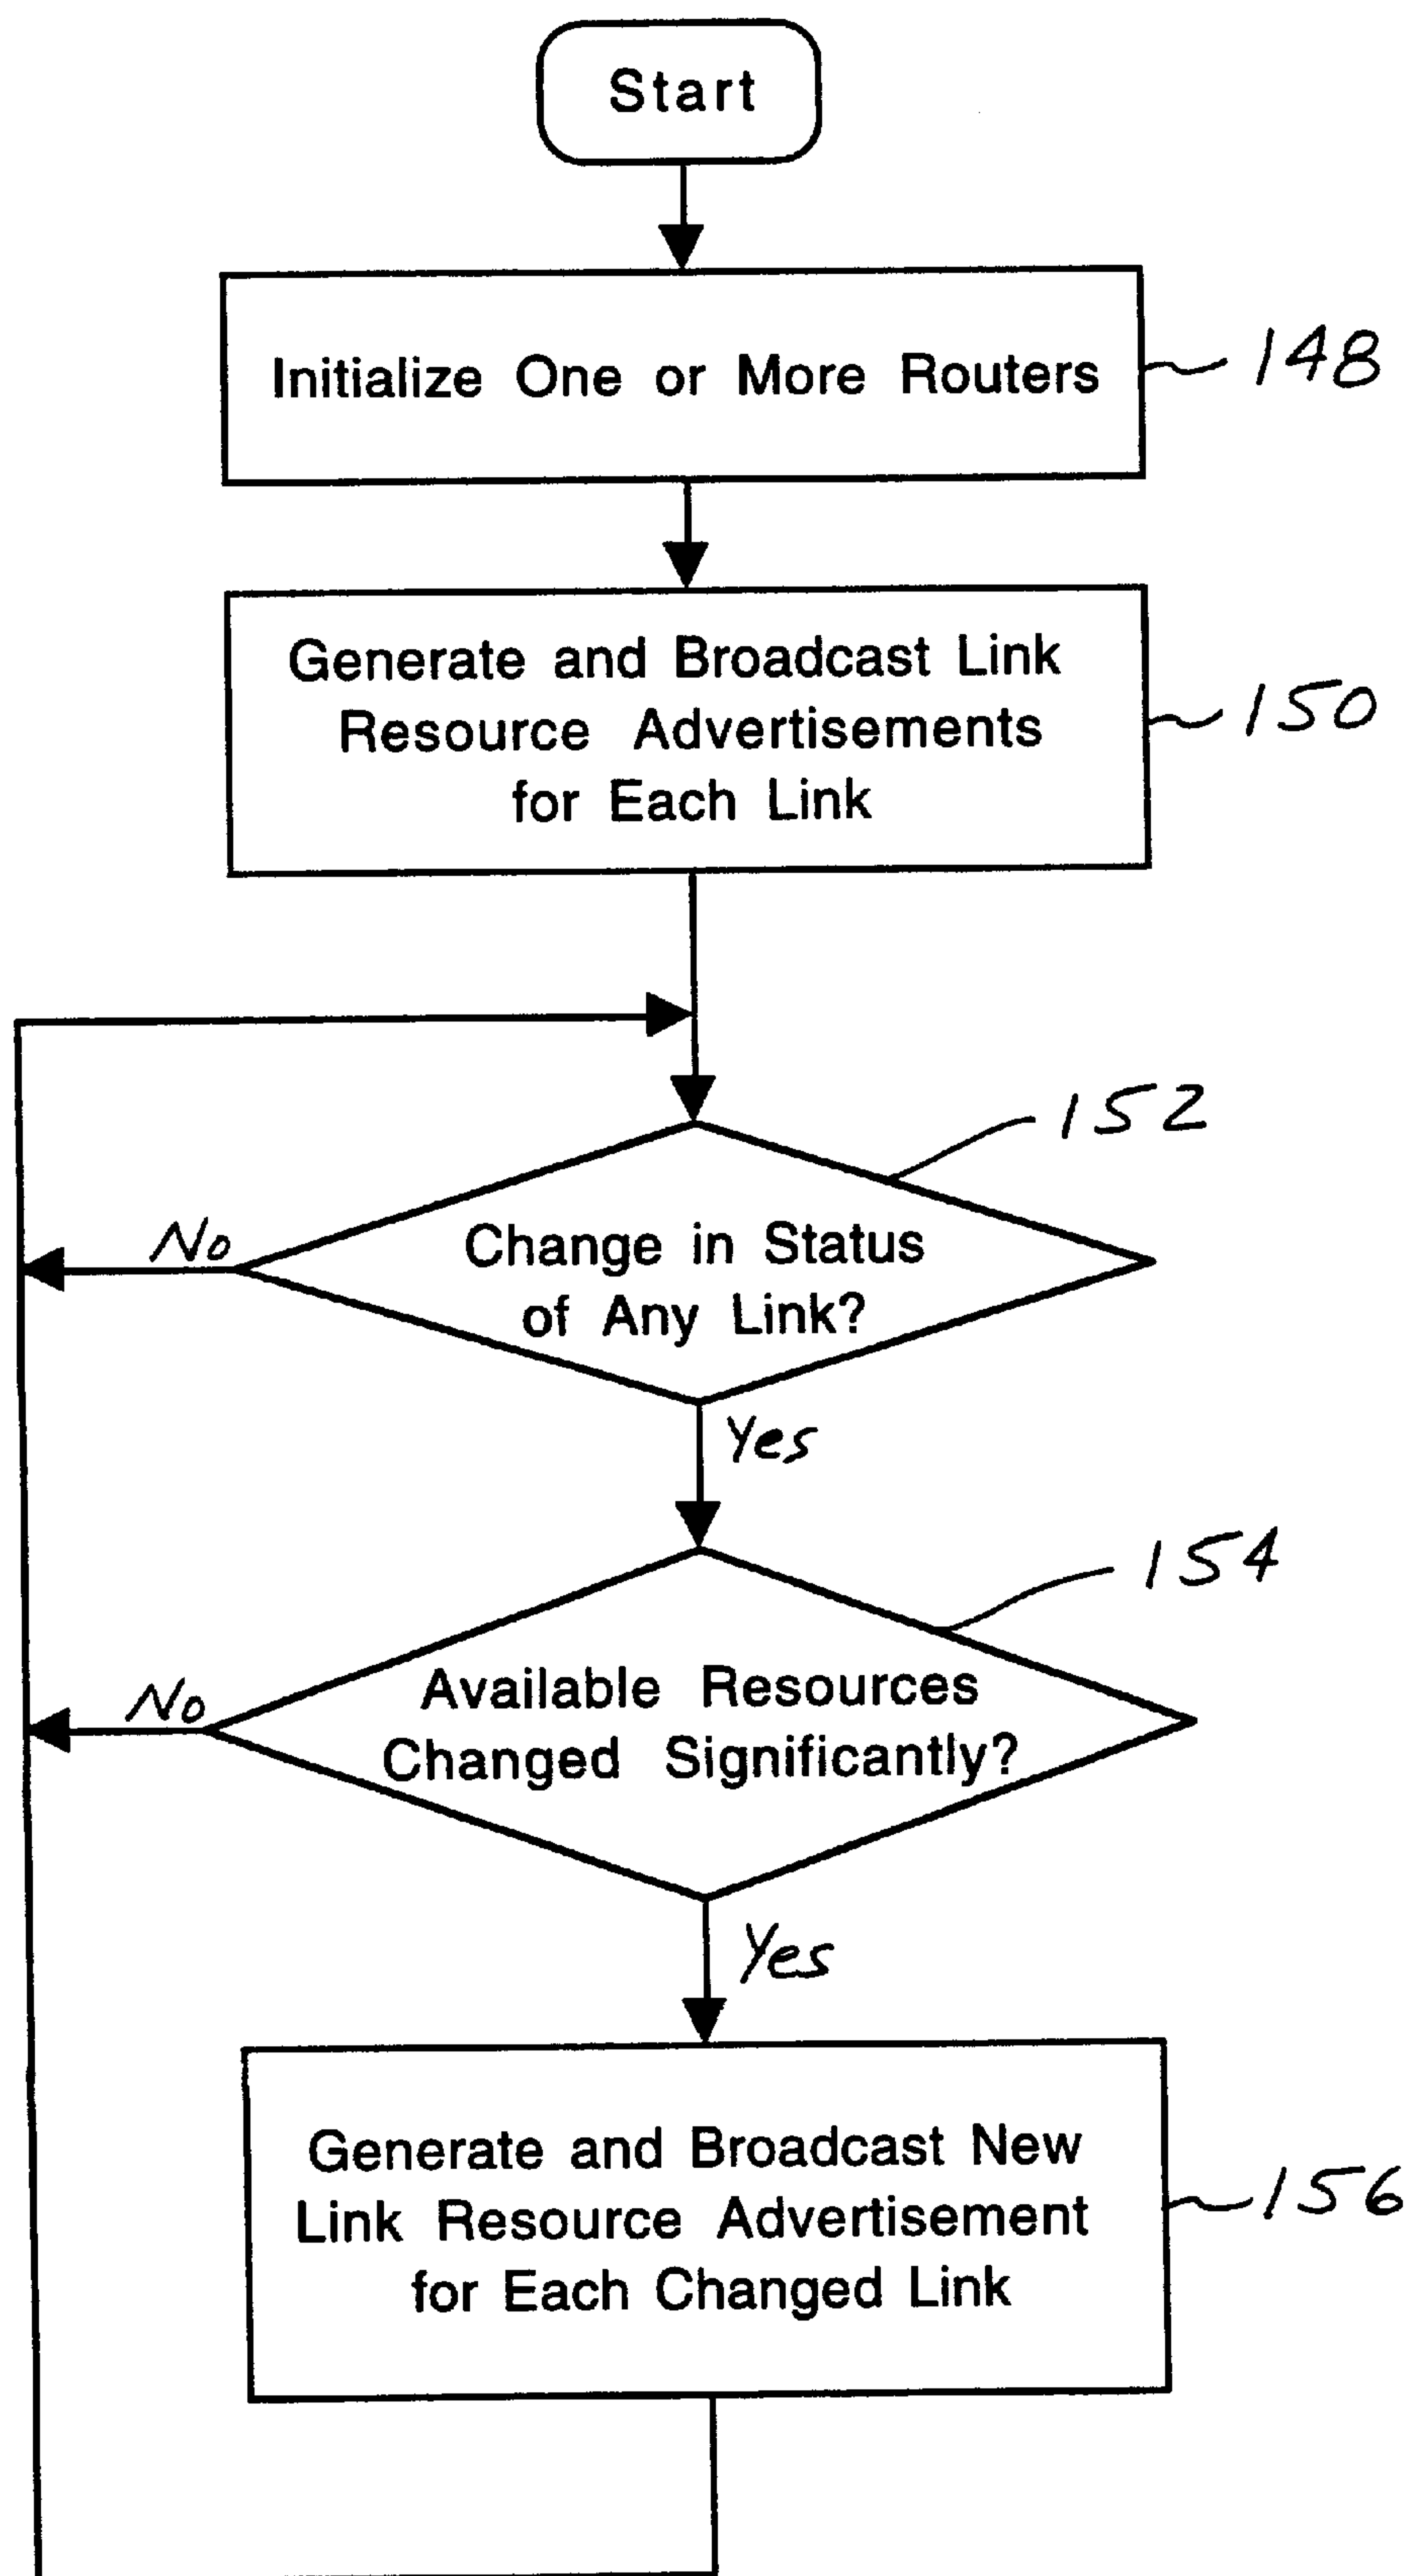 Start
Initialize One or More Routers
148
Generate and Broadcast Link
Resource Advertisements
for Each Link
150
152
Change in Status
of Any Link?
No
Yes
154
Available Resources
Changed Significantly?
No
Yes
Generate and Broadcast New
Link Resource Advertisement
for Each Changed Link
156